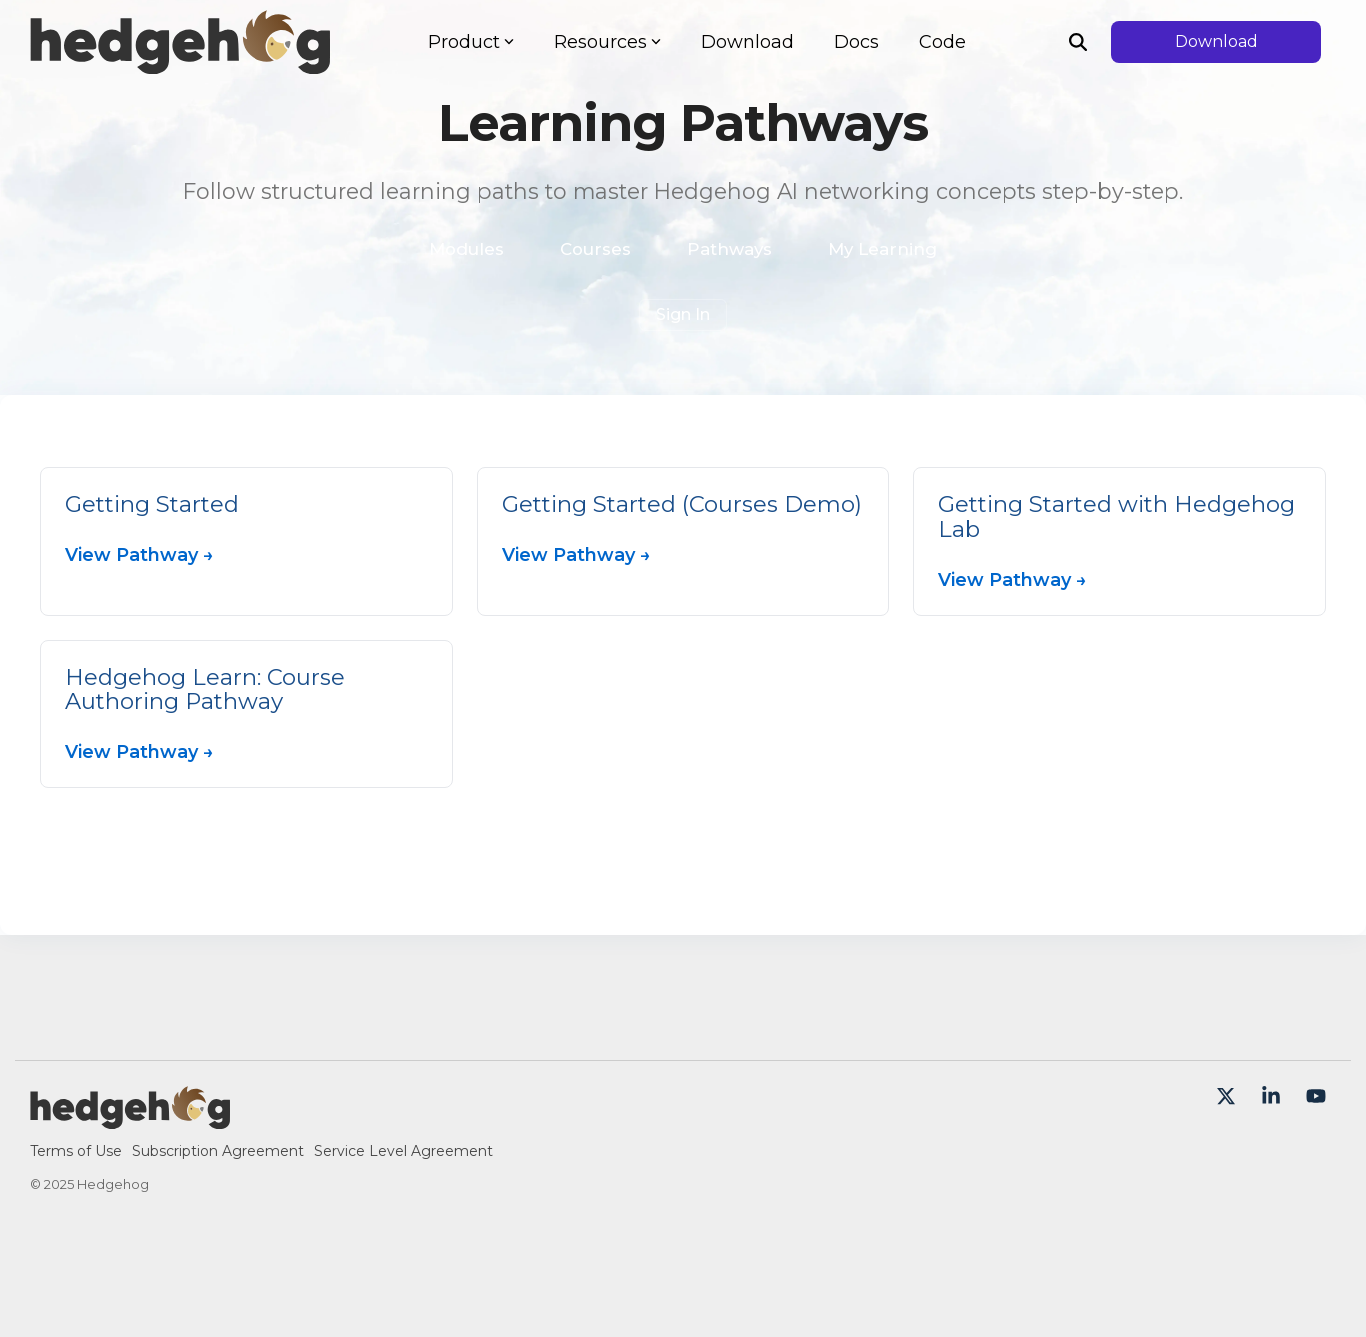 hedgehog
Product
Resources
Download
Docs
Code
Download
Learning Pathways
Follow structured learning paths to master Hedgehog AI networking concepts step-by-step.
Modules
Courses
Pathways
My Learning
Sign In
Getting Started
View Pathway →
Getting Started (Courses Demo)
View Pathway →
Getting Started with Hedgehog
Lab
View Pathway →
Hedgehog Learn: Course
Authoring Pathway
View Pathway →
hedgehog
Terms of Use Subscription Agreement Service Level Agreement
© 2025 Hedgehog